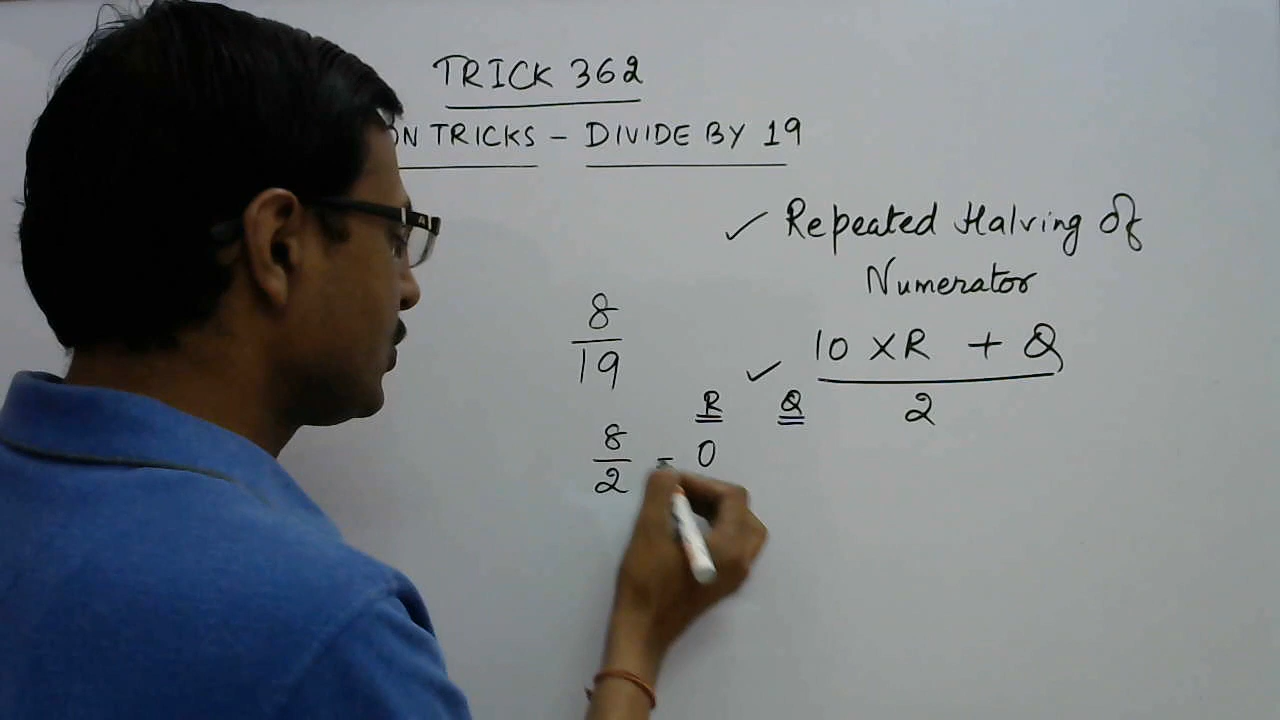 TRICK 362
ON TRICKS – DIVIDE BY 19
✓ Repeated Halving of
Numerator
8
19
✓ 10 × R + Q
2
R Q
8
2
= 0